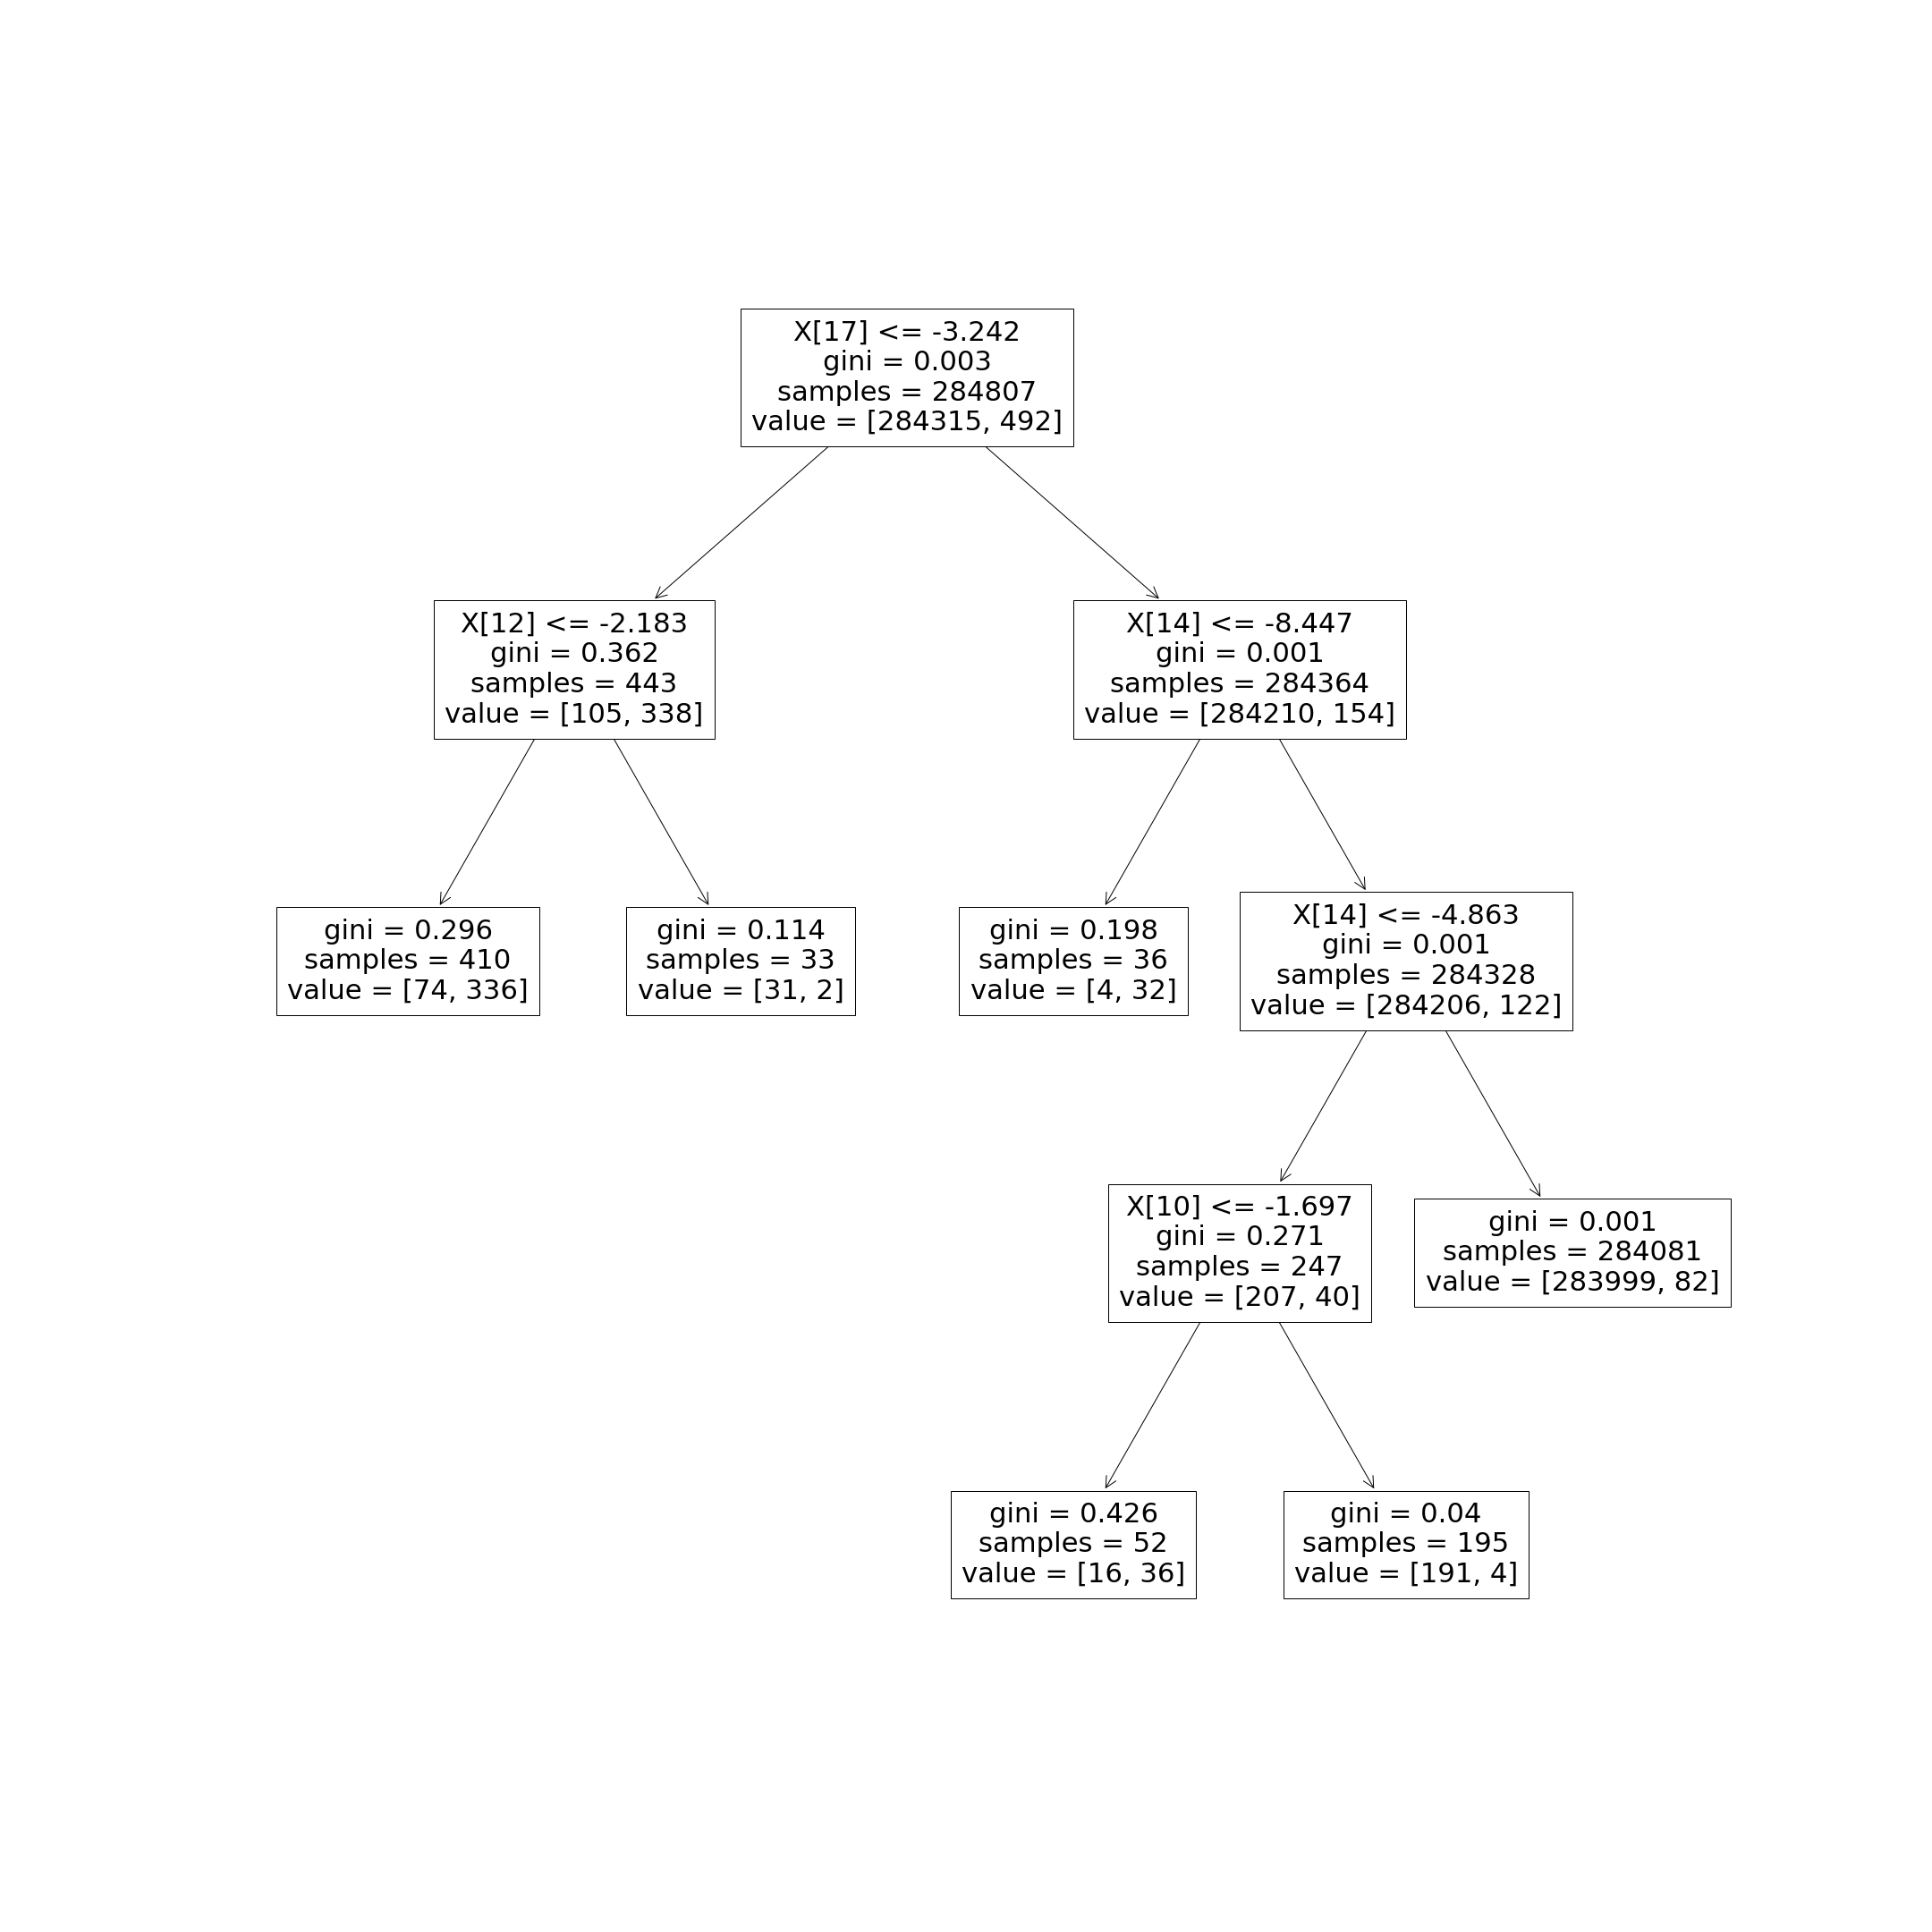 X[17] <= -3.242
gini = 0.003
samples = 284807
value = [284315, 492]
X[12] <= -2.183
gini = 0.362
samples = 443
value = [105, 338]
X[14] <= -8.447
gini = 0.001
samples = 284364
value = [284210, 154]
gini = 0.296
samples = 410
value = [74, 336]
gini = 0.114
samples = 33
value = [31, 2]
gini = 0.198
samples = 36
value = [4, 32]
X[14] <= -4.863
gini = 0.001
samples = 284328
value = [284206, 122]
X[10] <= -1.697
gini = 0.271
samples = 247
value = [207, 40]
gini = 0.001
samples = 284081
value = [283999, 82]
gini = 0.426
samples = 52
value = [16, 36]
gini = 0.04
samples = 195
value = [191, 4]